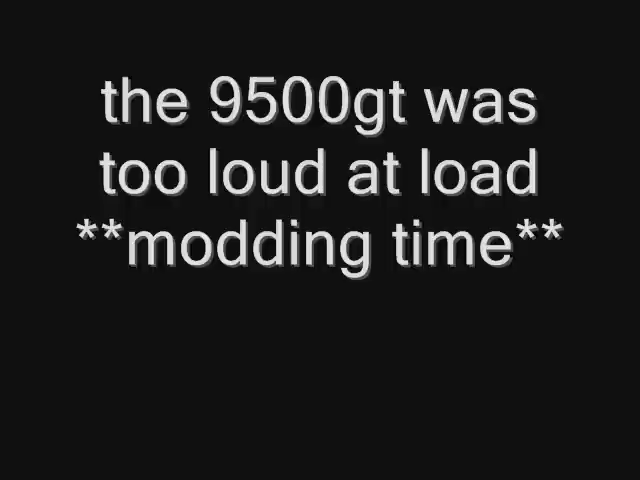 the 9500gt was
too loud at load
**modding time**